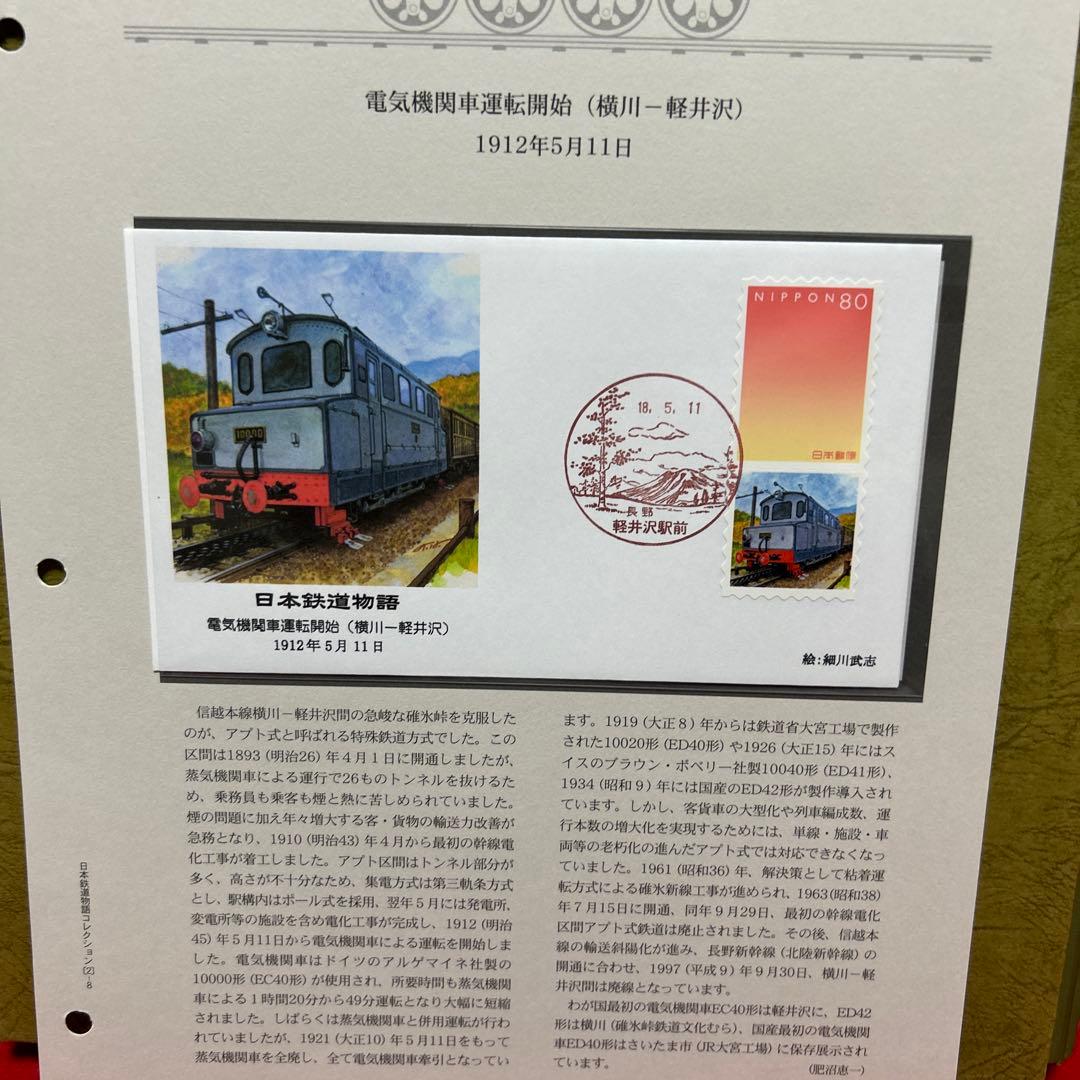 電気機関車運転開始（横川－軽井沢）
1912年5月11日
10000
NIPPON80
日本郵便
18. 5. 11
長野
軽井沢駅前
日本鉄道物語
電気機関車運転開始（横川－軽井沢）
1912年5月11日
絵：細川武志
信越本線横川－軽井沢間の急峻な碓氷峠を克服した
のが、アプト式と呼ばれる特殊鉄道方式でした。この
区間は1893（明治26）年４月１日に開通しましたが、
蒸気機関車による運行で26ものトンネルを抜けるた
め、乗務員も乗客も煙と熱に苦しめられていました。
煙の問題に加え年々増大する客・貨物の輸送力改善が
急務となり、1910（明治43）年４月から最初の幹線電
化工事が着工しました。アプト区間はトンネル部分が
多く、高さが不十分なため、集電方式は第三軌条方式
とし、駅構内はポール式を採用、翌年５月には発電所、
変電所等の施設を含め電化工事が完成し、1912（明治
45）年５月11日から電気機関車による運転を開始しま
した。電気機関車はドイツのアルゲマイネ社製の
10000形（EC40形）が使用され、所要時間も蒸気機関
車による１時間20分から49分運転となり大幅に短縮
されました。しばらくは蒸気機関車と併用運転が行わ
れていましたが、1921（大正10）年５月11日をもって
蒸気機関車を全廃し、全て電気機関車牽引となってい
ます。1919（大正８）年からは鉄道省大宮工場で製作
された10020形（ED40形）や1926（大正15）年にはス
イスのブラウン・ボベリー社製10040形（ED41形）、
1934（昭和９）年には国産のED42形が製作導入され
ています。しかし、客貨車の大型化や列車編成数、運
行本数の増大化を実現するためには、単線・施設・車
両等の老朽化の進んだアプト式では対応できなくなっ
ていました。1961（昭和36）年、解決策として粘着運
転方式による碓氷新線工事が進められ、1963（昭和38）
年７月15日に開通、同年９月29日、最初の幹線電化
区間アプト式鉄道は廃止されました。その後、信越本
線の輸送斜陽化が進み、長野新幹線（北陸新幹線）の
開通に合わせ、1997（平成９）年９月30日、横川－軽
井沢間は廃線となっています。
わが国最初の電気機関車EC40形は軽井沢に、ED42
形は横川（碓氷峠鉄道文化むら）、国産最初の電気機関
車ED40形はさいたま市（JR大宮工場）に保存展示され
ています。
（肥沼恵一）
日本鉄道物語コレクション〔2〕-8